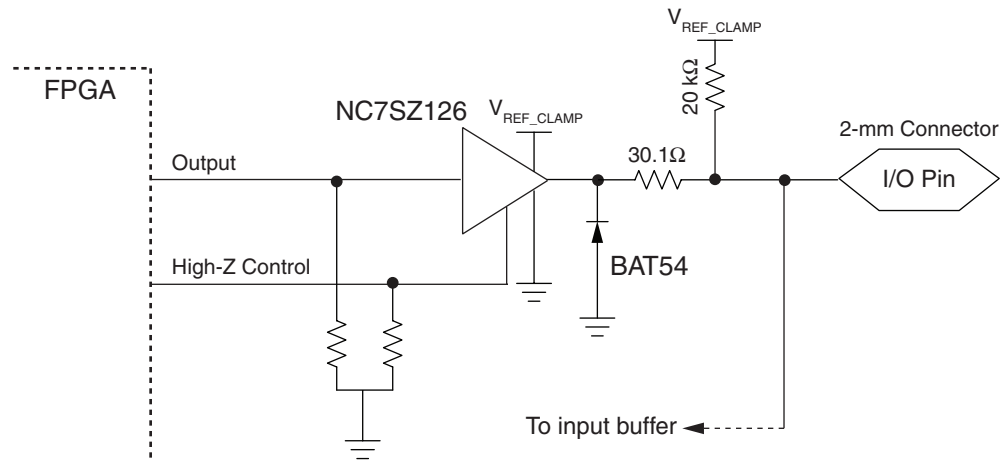 V_REF_CLAMP
FPGA
20 kΩ
NC7SZ126
V_REF_CLAMP
2-mm Connector
30.1Ω
Output
I/O Pin
High-Z Control
BAT54
To input buffer